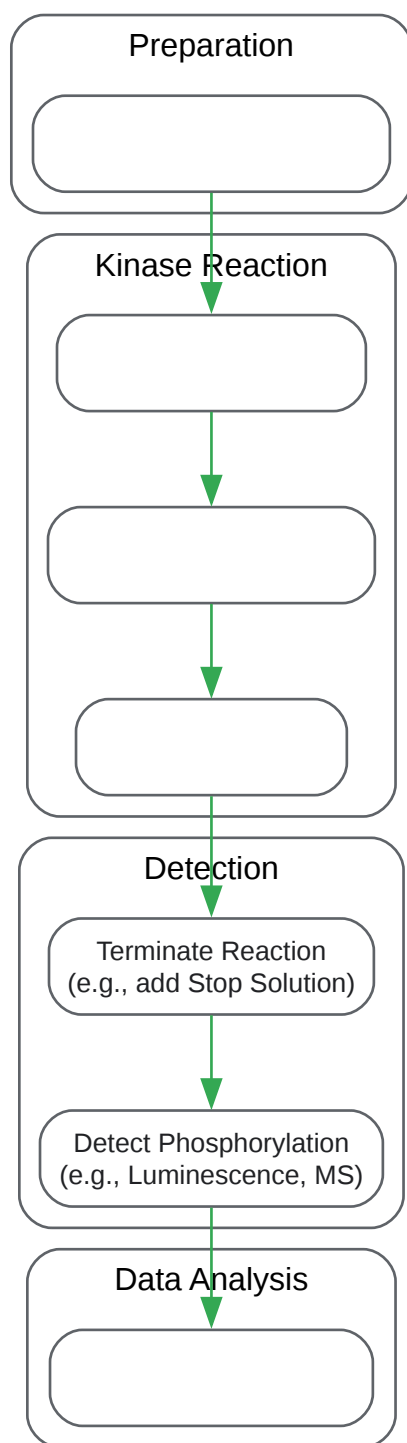 Preparation
Kinase Reaction
Detection
Terminate Reaction
(e.g., add Stop Solution)
Detect Phosphorylation
(e.g., Luminescence, MS)
Data Analysis